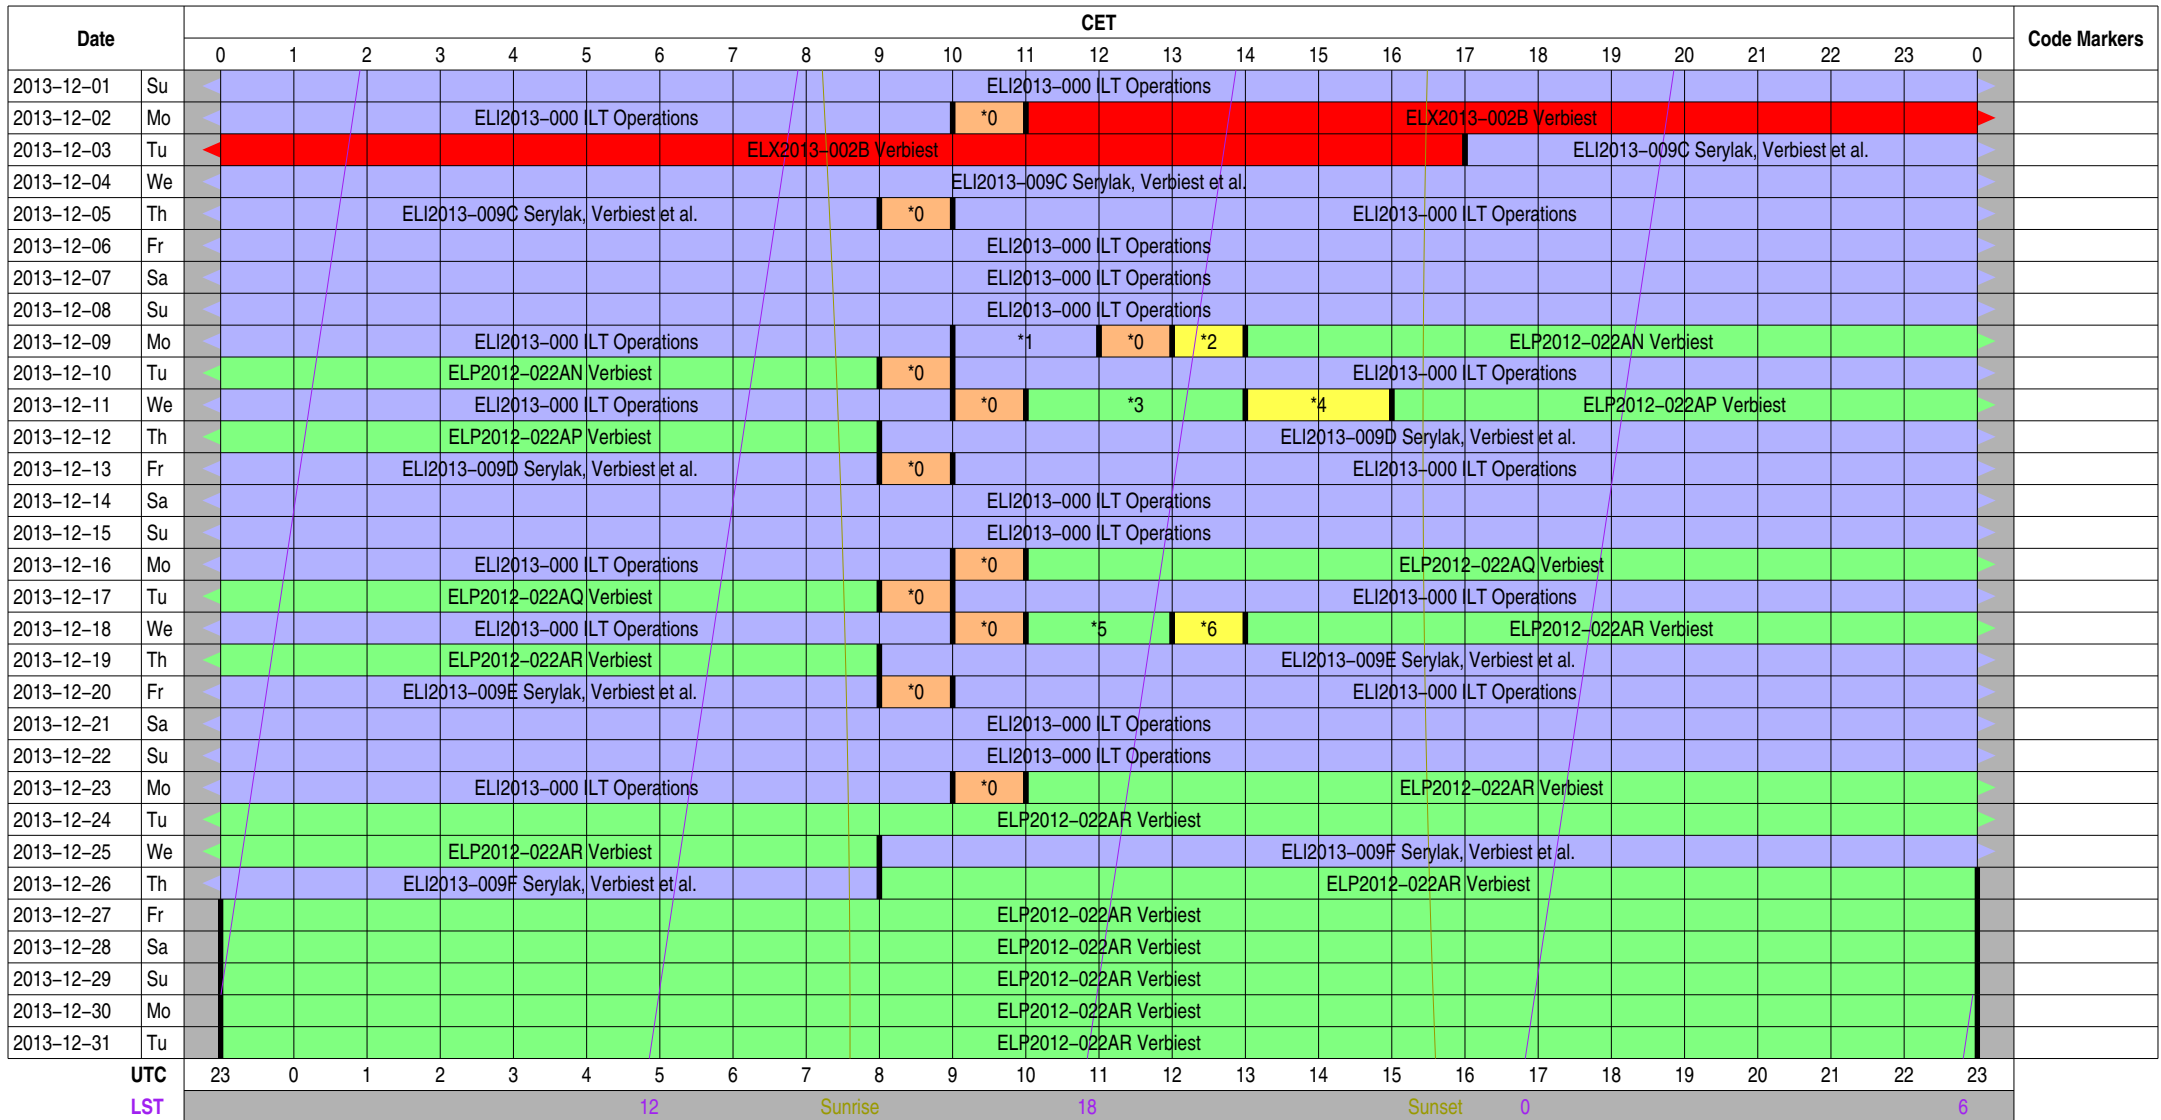 CET
Date Code Markers
0 1 2 3 4 5 6 7 8 9 10 11 12 13 14 15 16 17 18 19 20 21 22 23 0
2013-12-01 Su ELI2013-000 ILT Operations
2013-12-02 Mo ELI2013-000 ILT Operations *0 ELX2013-002B Verbiest
2013-12-03 Tu ELX2013-002B Verbiest ELI2013-009C Serylak, Verbiest et al.
2013-12-04 We ELI2013-009C Serylak, Verbiest et al.
2013-12-05 Th ELI2013-009C Serylak, Verbiest et al. *0 ELI2013-000 ILT Operations
2013-12-06 Fr ELI2013-000 ILT Operations
2013-12-07 Sa ELI2013-000 ILT Operations
2013-12-08 Su ELI2013-000 ILT Operations
2013-12-09 Mo ELI2013-000 ILT Operations *1 *0 *2 ELP2012-022AN Verbiest
2013-12-10 Tu ELP2012-022AN Verbiest *0 ELI2013-000 ILT Operations
2013-12-11 We ELI2013-000 ILT Operations *0 *3 *4 ELP2012-022AP Verbiest
2013-12-12 Th ELP2012-022AP Verbiest ELI2013-009D Serylak, Verbiest et al.
2013-12-13 Fr ELI2013-009D Serylak, Verbiest et al. *0 ELI2013-000 ILT Operations
2013-12-14 Sa ELI2013-000 ILT Operations
2013-12-15 Su ELI2013-000 ILT Operations
2013-12-16 Mo ELI2013-000 ILT Operations *0 ELP2012-022AQ Verbiest
2013-12-17 Tu ELP2012-022AQ Verbiest *0 ELI2013-000 ILT Operations
2013-12-18 We ELI2013-000 ILT Operations *0 *5 *6 ELP2012-022AR Verbiest
2013-12-19 Th ELP2012-022AR Verbiest ELI2013-009E Serylak, Verbiest et al.
2013-12-20 Fr ELI2013-009E Serylak, Verbiest et al. *0 ELI2013-000 ILT Operations
2013-12-21 Sa ELI2013-000 ILT Operations
2013-12-22 Su ELI2013-000 ILT Operations
2013-12-23 Mo ELI2013-000 ILT Operations *0 ELP2012-022AR Verbiest
2013-12-24 Tu ELP2012-022AR Verbiest
2013-12-25 We ELP2012-022AR Verbiest ELI2013-009F Serylak, Verbiest et al.
2013-12-26 Th ELI2013-009F Serylak, Verbiest et al. ELP2012-022AR Verbiest
2013-12-27 Fr ELP2012-022AR Verbiest
2013-12-28 Sa ELP2012-022AR Verbiest
2013-12-29 Su ELP2012-022AR Verbiest
2013-12-30 Mo ELP2012-022AR Verbiest
2013-12-31 Tu ELP2012-022AR Verbiest
UTC 23 0 1 2 3 4 5 6 7 8 9 10 11 12 13 14 15 16 17 18 19 20 21 22 23
LST 12 Sunrise 18 Sunset 0 6